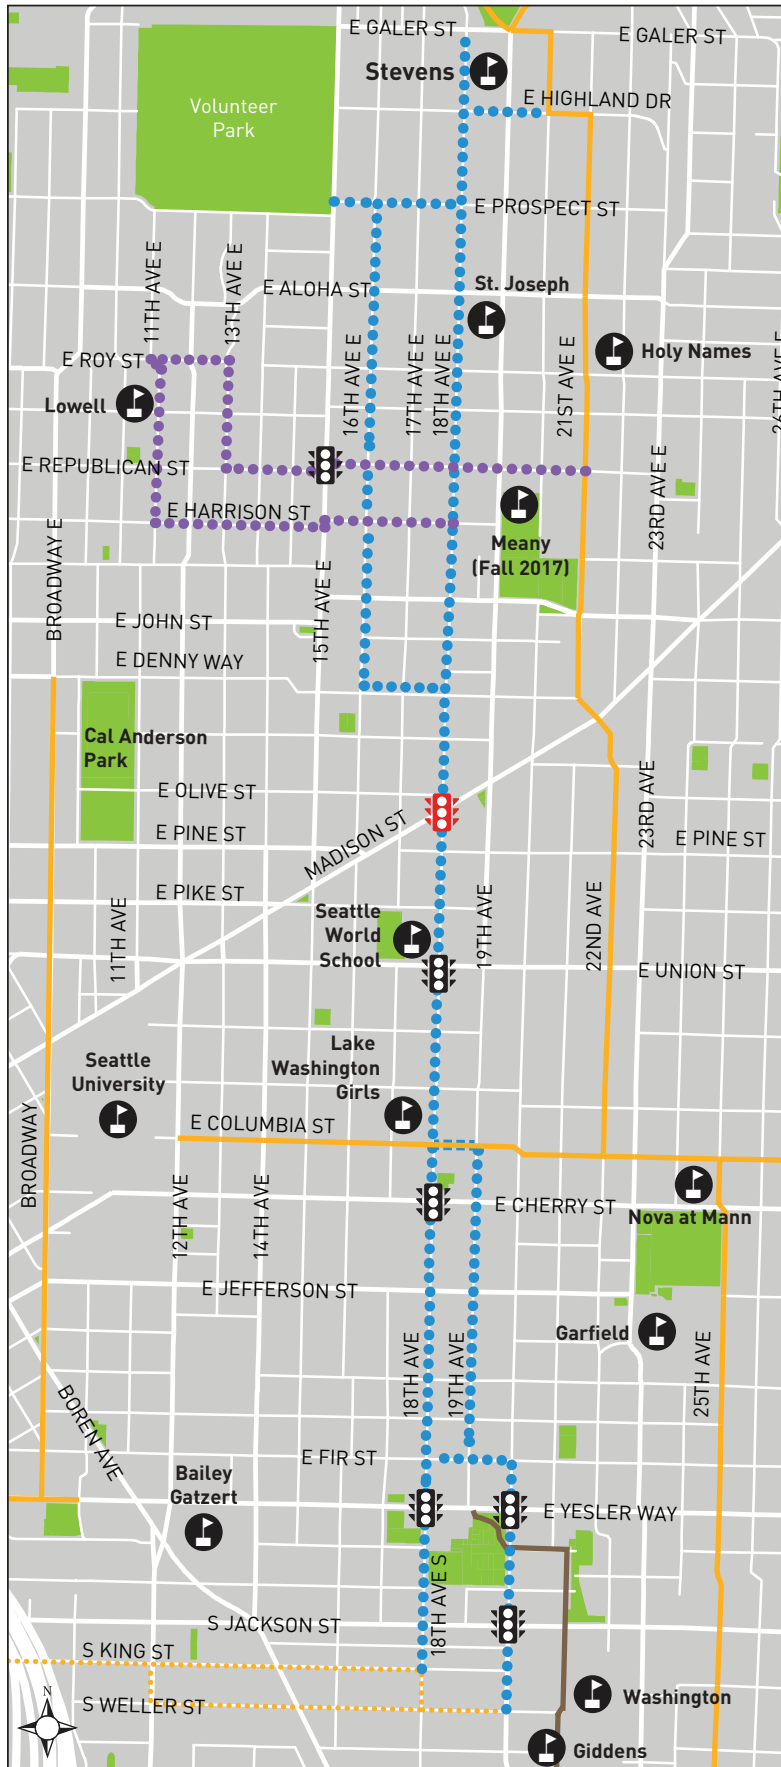 E GALER ST
E GALER ST
Stevens
E HIGHLAND DR
Volunteer
Park
E PROSPECT ST
11TH AVE E
13TH AVE E
E ALOHA ST
St. Joseph
16TH AVE E
17TH AVE E
18TH AVE E
21ST AVE E
Holy Names
26TH AVE E
E ROY ST
Lowell
E REPUBLICAN ST
23RD AVE E
E HARRISON ST
Meany
(Fall 2017)
BROADWAY E
15TH AVE E
E JOHN ST
E DENNY WAY
Cal Anderson
Park
E OLIVE ST
23RD AVE
E PINE ST
E PINE ST
MADISON ST
E PIKE ST
11TH AVE
Seattle
World
School
19TH AVE
22ND AVE
E UNION ST
Lake
Washington
Girls
Seattle
University
E COLUMBIA ST
BROADWAY
12TH AVE
14TH AVE
E CHERRY ST
Nova at Mann
E JEFFERSON ST
Garfield
18TH AVE
19TH AVE
25TH AVE
BOREN AVE
E FIR ST
Bailey
Gatzert
E YESLER WAY
18TH AVE S
S JACKSON ST
S KING ST
N
S WELLER ST
Washington
Giddens